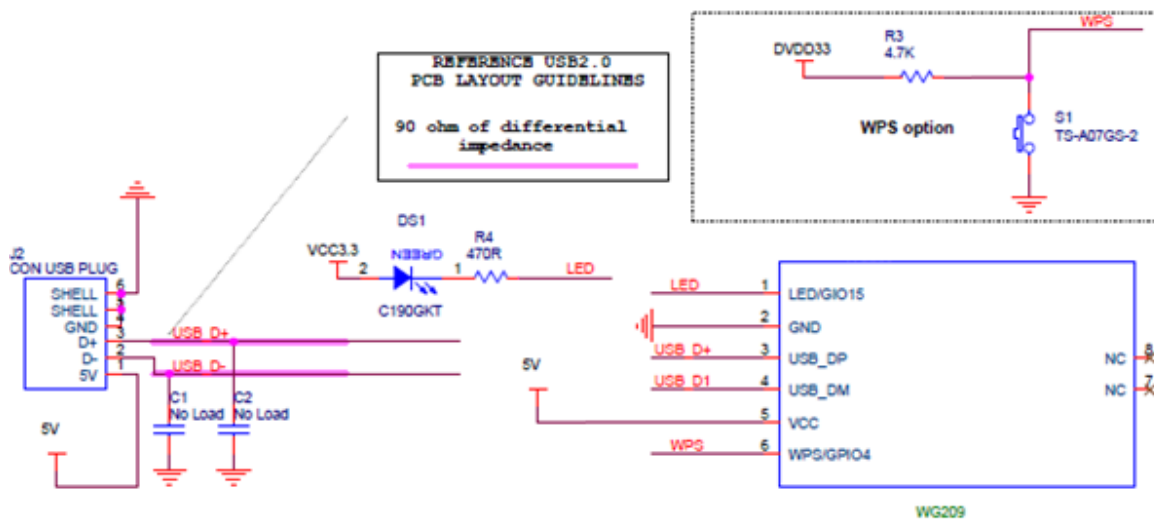 REFERENCE USB2.0
PCB LAYOUT GUIDELINES
90 ohm of differential
impedance
WPS
DVDD33
R3
4.7K
WPS option
S1
TS-A07GS-2
J2
CON USB PLUG
SHELL 6
SHELL 5
GND 4
D+ 3
D- 2
5V 1
5V
USB_D+
USB_D-
C1
No Load
C2
No Load
VCC3.3
DS1
GREEN
2
1
C190GKT
R4
470R
LED
5V
LED 1 LED/GIO15
2 GND
USB_D+ 3 USB_DP
USB_D1 4 USB_DM
5 VCC
WPS 6 WPS/GPIO4
NC 8
NC 7
WG209